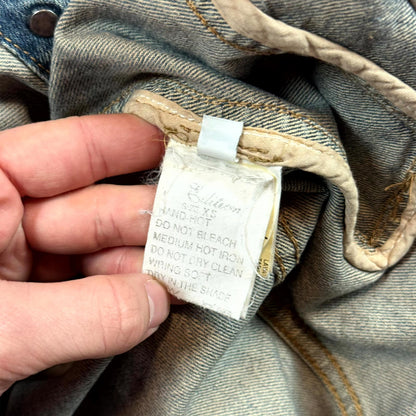 SIZE: XS
HAND-HOT
DO NOT BLEACH
MEDIUM HOT IRON
DO NOT DRY CLEAN
WRING SOFT
DRY IN THE SHADE